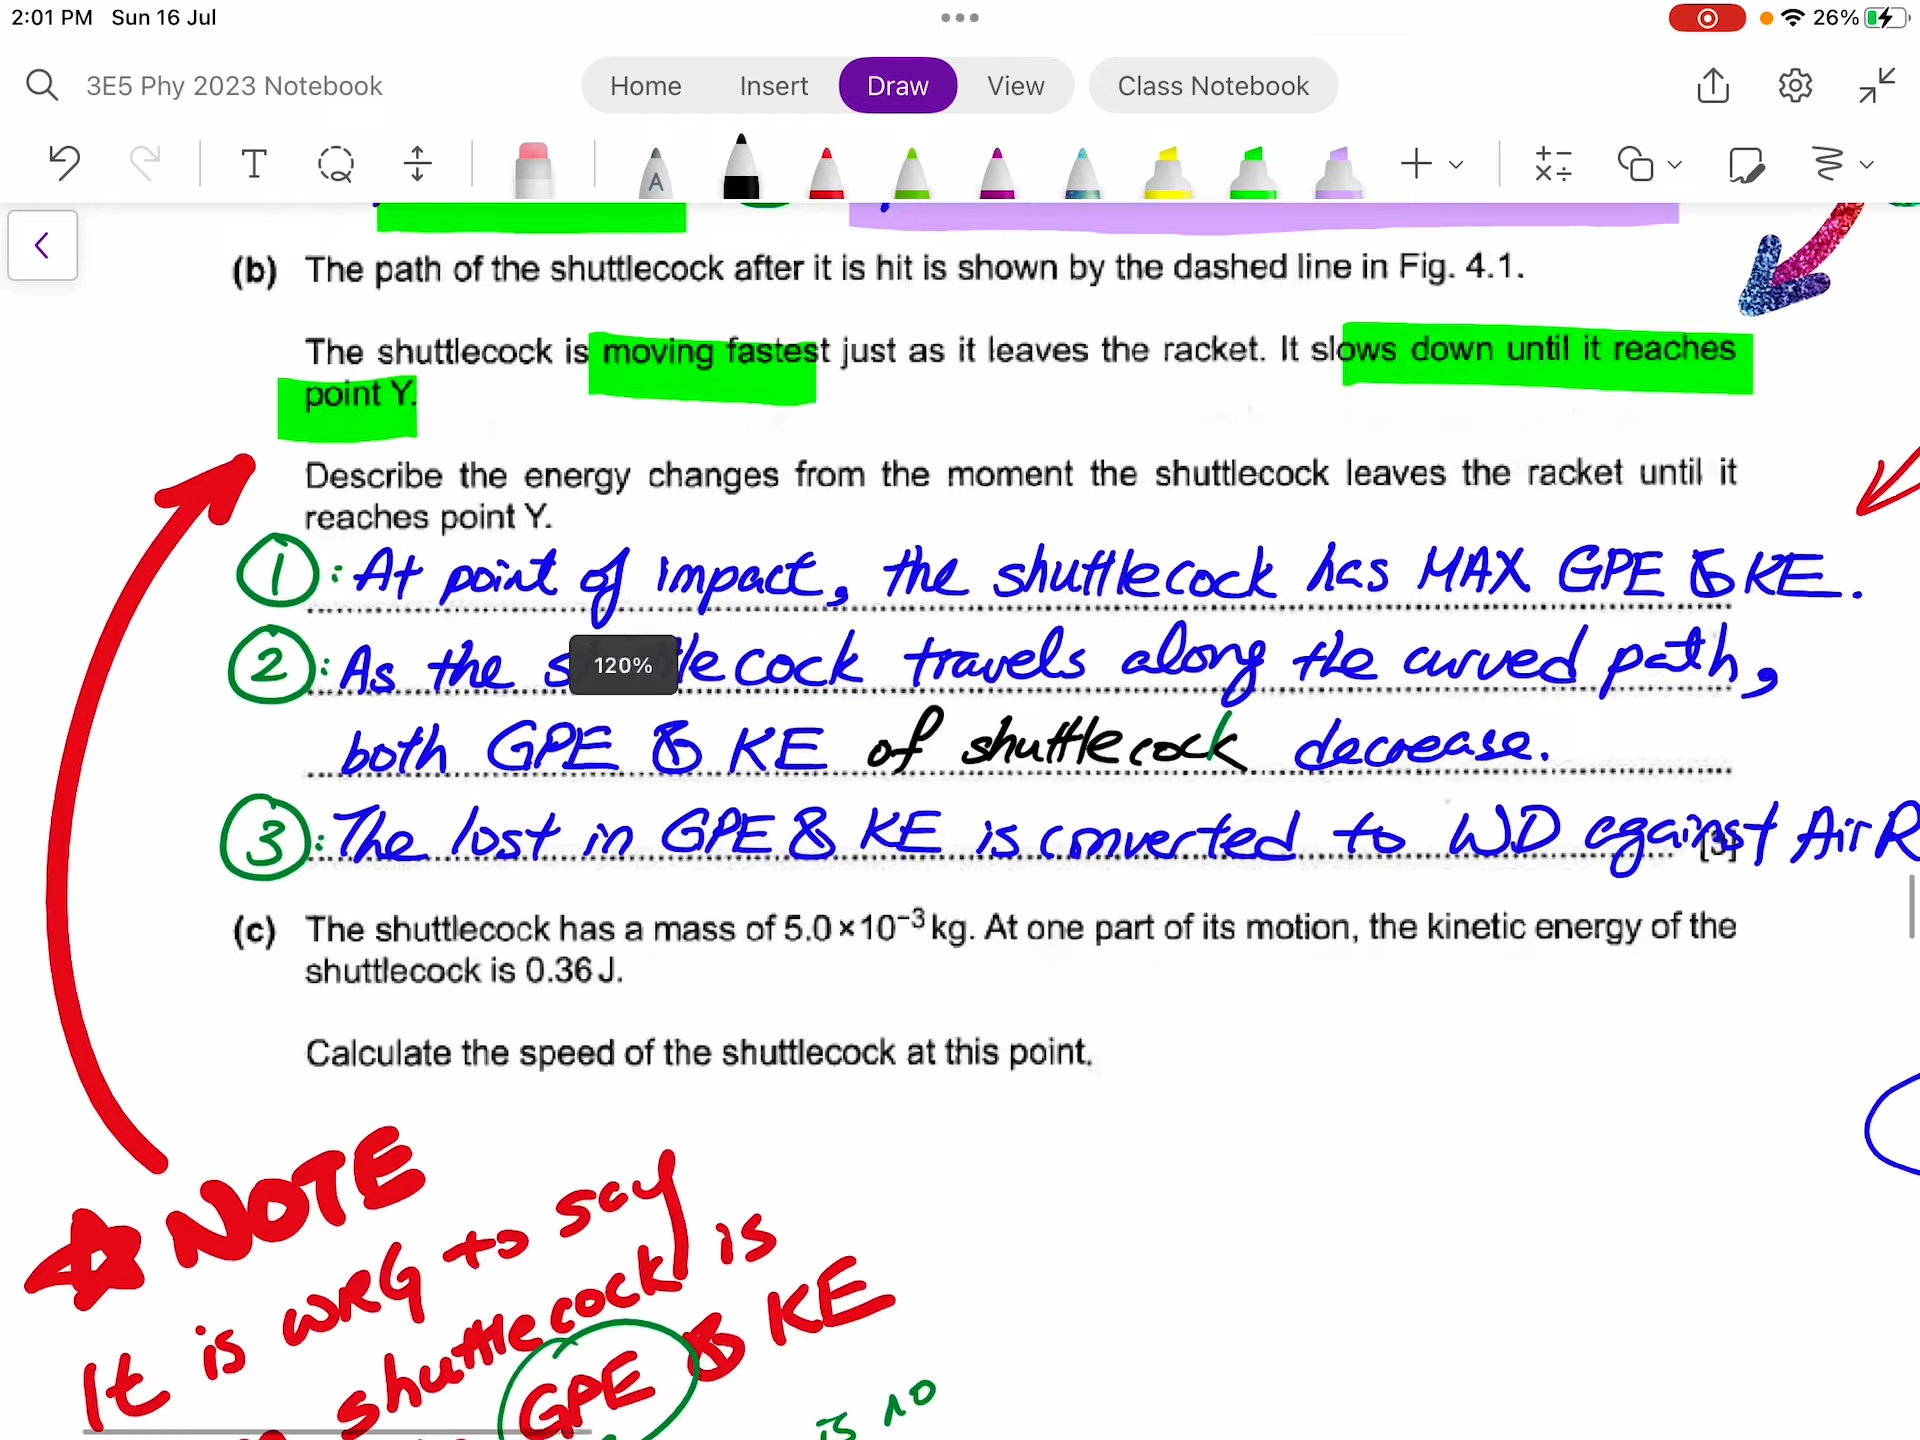 2:01 PM Sun 16 Jul
26%
3E5 Phy 2023 Notebook
Home Insert Draw View Class Notebook
T
A
(b) The path of the shuttlecock after it is hit is shown by the dashed line in Fig. 4.1.
The shuttlecock is moving fastest just as it leaves the racket. It slows down until it reaches
point Y.
Describe the energy changes from the moment the shuttlecock leaves the racket until it
reaches point Y.
1: At point of impact, the shuttlecock has MAX GPE & KE.
2: As the s 120% le cock travels along the curved path,
both GPE & KE of shuttlecock decrease.
3: The lost in GPE & KE is converted to WD against Air R
[3]
(c) The shuttlecock has a mass of 5.0×10⁻³ kg. At one part of its motion, the kinetic energy of the
shuttlecock is 0.36 J.
Calculate the speed of the shuttlecock at this point.
NOTE
It is WRG to say
shuttlecock is
GPE & KE
is no